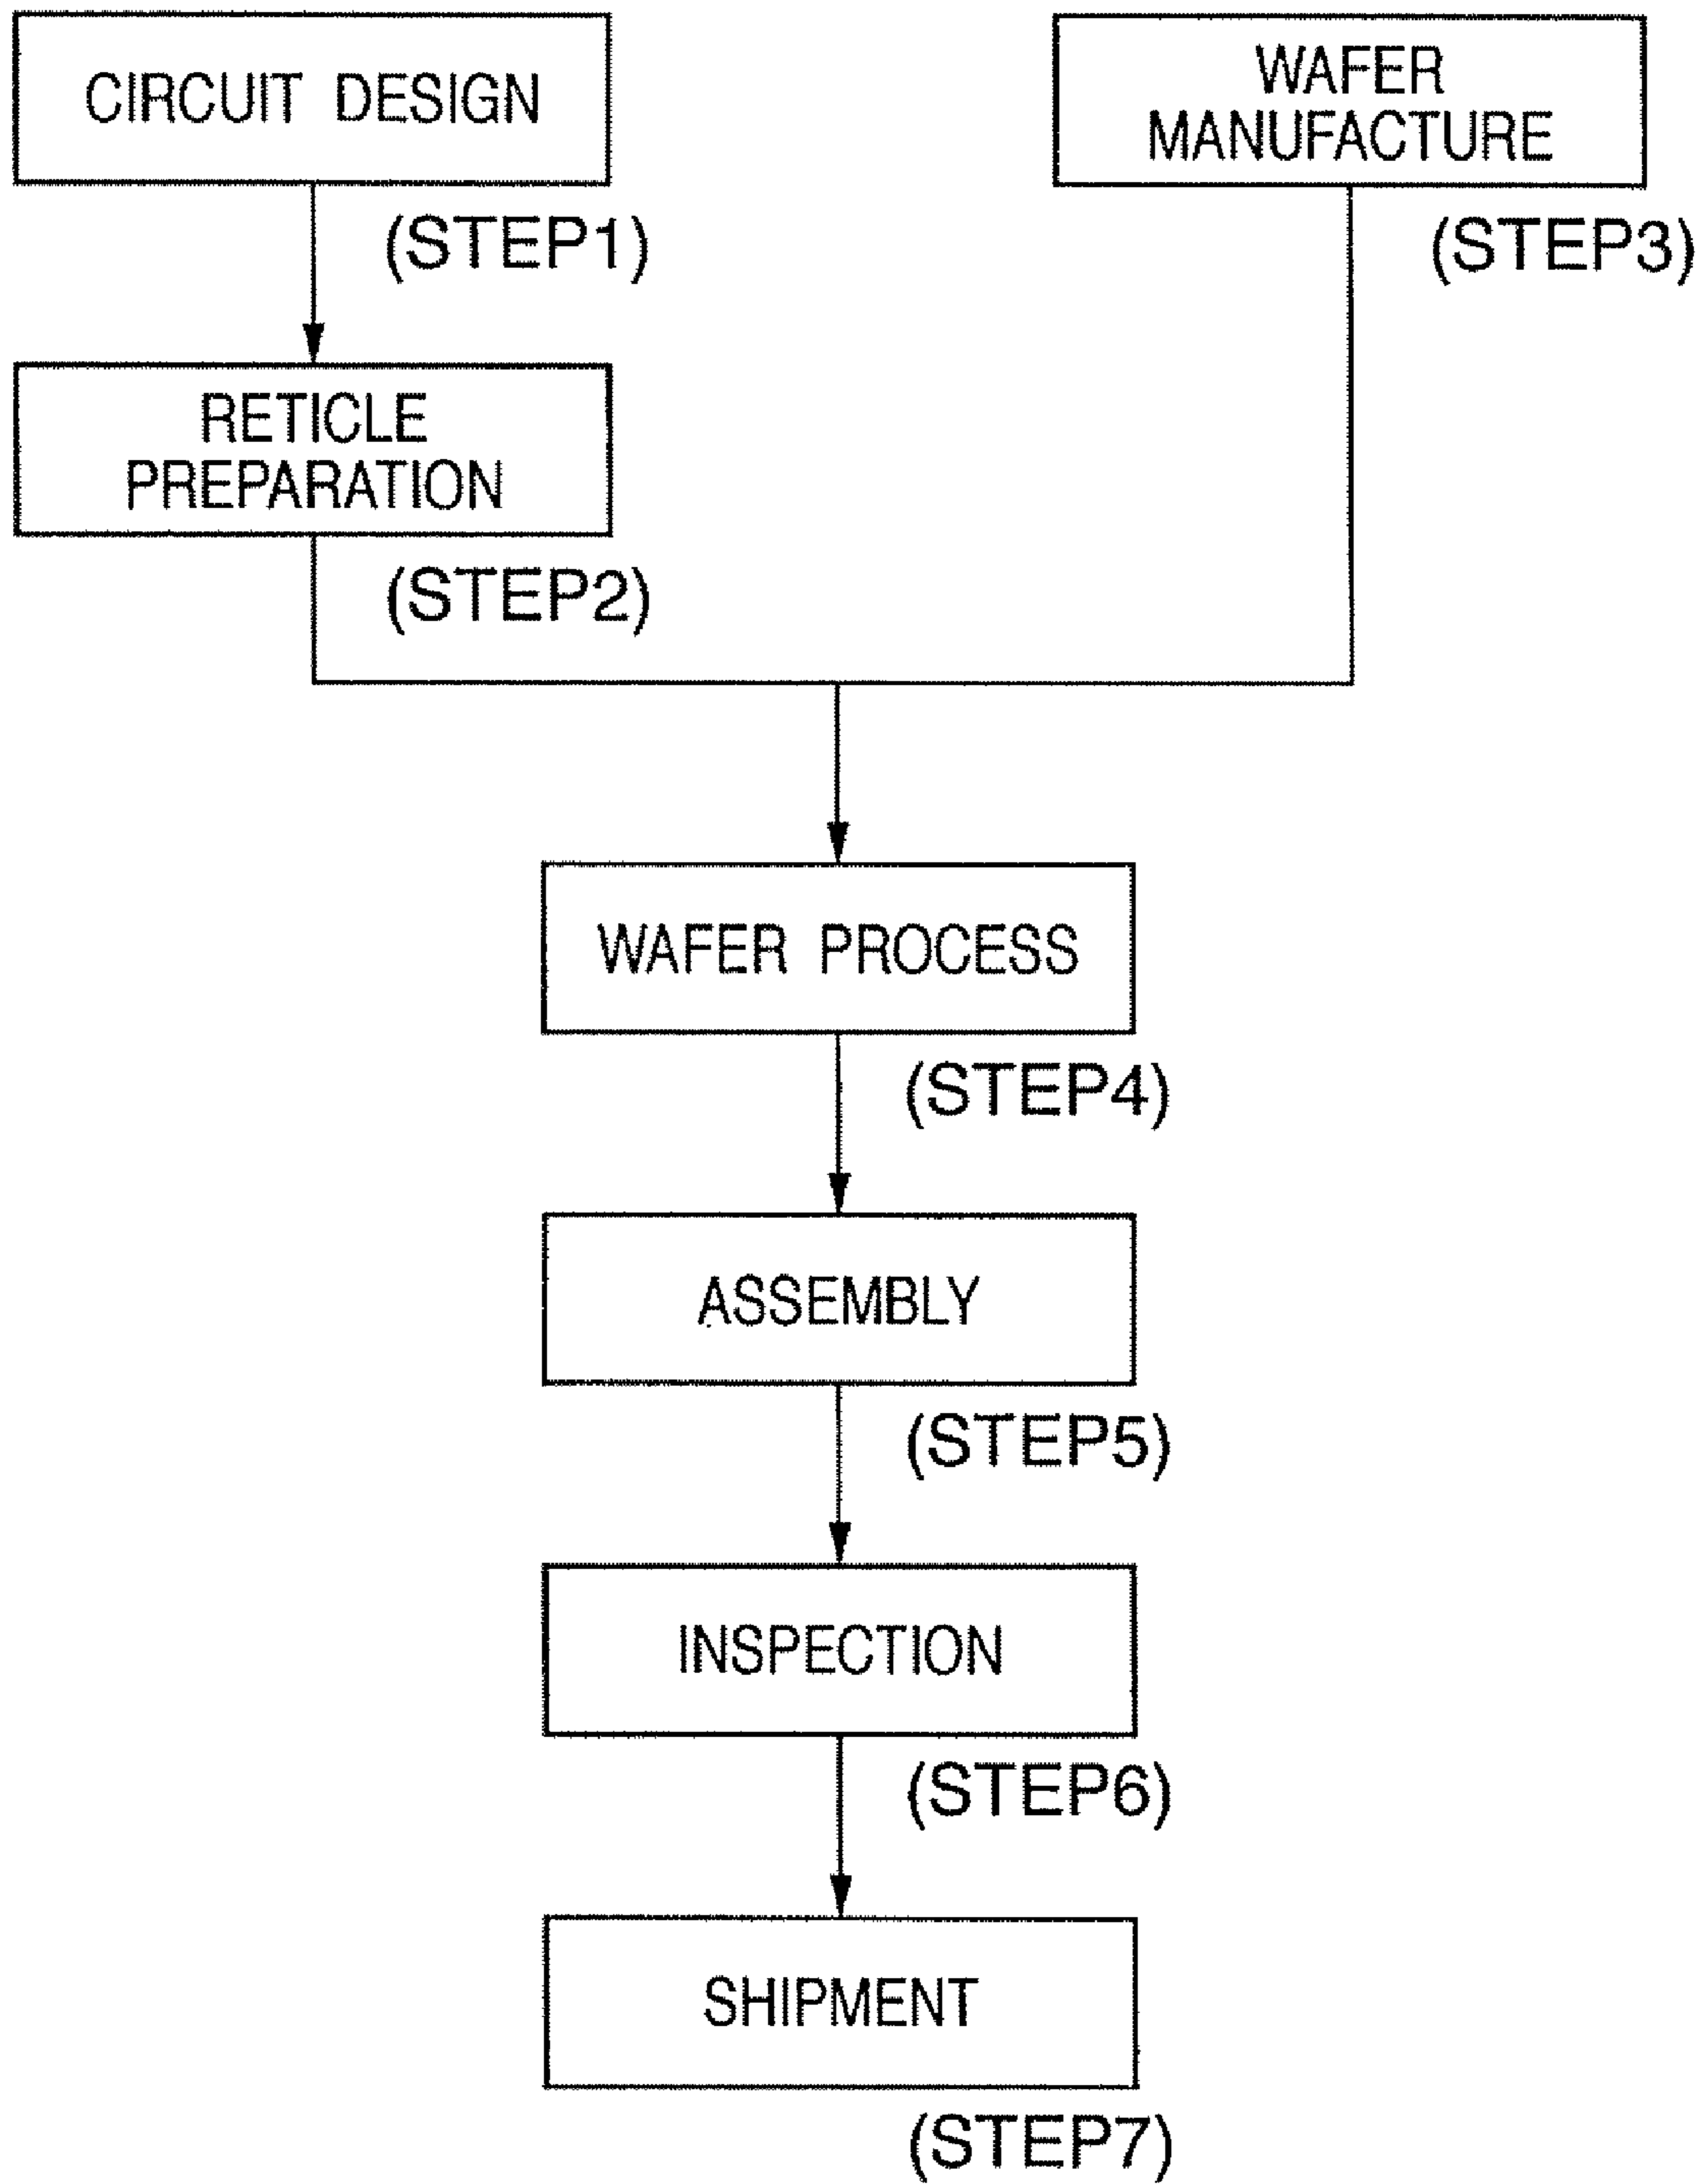 CIRCUIT DESIGN
(STEP1)
WAFER
MANUFACTURE
(STEP3)
RETICLE
PREPARATION
(STEP2)
WAFER PROCESS
(STEP4)
ASSEMBLY
(STEP5)
INSPECTION
(STEP6)
SHIPMENT
(STEP7)